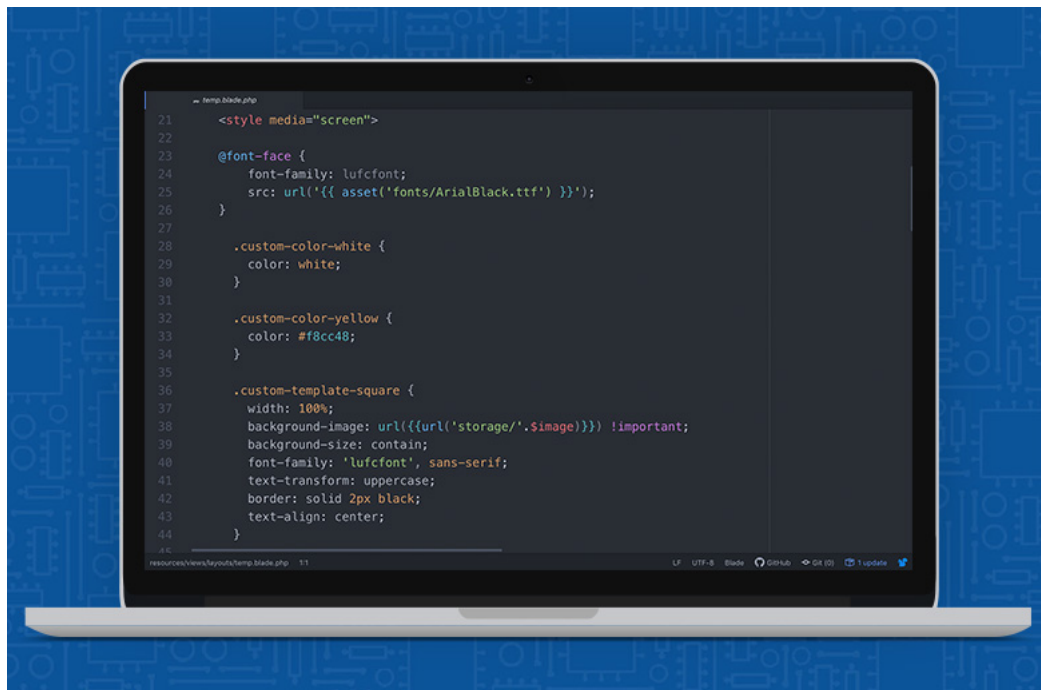 temp.blade.php
21 <style media="screen">
22
23 @font-face {
24 font-family: lufcfont;
25 src: url('{{ asset('fonts/ArialBlack.ttf') }}');
26 }
27
28 .custom-color-white {
29 color: white;
30 }
31
32 .custom-color-yellow {
33 color: #f8cc48;
34 }
35
36 .custom-template-square {
37 width: 100%;
38 background-image: url({{url('storage/'.$image)}}) !important;
39 background-size: contain;
40 font-family: 'lufcfont', sans-serif;
41 text-transform: uppercase;
42 border: solid 2px black;
43 text-align: center;
44 }
45
resources/views/layouts/temp.blade.php 1:1 LF UTF-8 Blade GitHub Git (0) 1 update